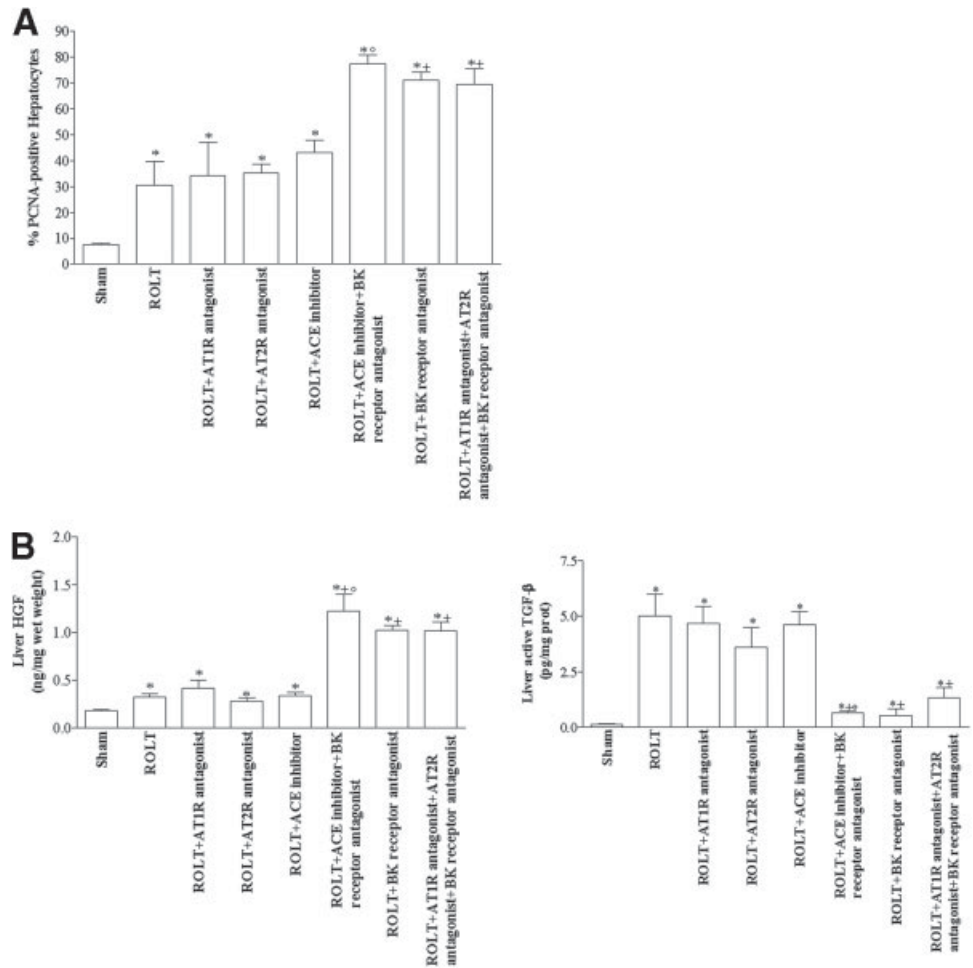 A
% PCNA-positive Hepatocytes
90
80
70
60
50
40
30
20
10
0
*
*
*
*
*°
*+
*+
Sham
ROLT
ROLT+AT1R antagonist
ROLT+AT2R antagonist
ROLT+ACE inhibitor
ROLT+ACE inhibitor+BK
receptor antagonist
ROLT+BK receptor antagonist
ROLT+AT1R antagonist+AT2R
antagonist+BK receptor antagonist
B
Liver HGF
(ng/mg wet weight)
2.0
1.5
1.0
0.5
0.0
*
*
*
*
*+°
*+
*+
Sham
ROLT
ROLT+AT1R antagonist
ROLT+AT2R antagonist
ROLT+ACE inhibitor
ROLT+ACE inhibitor+BK
receptor antagonist
ROLT+BK receptor antagonist
ROLT+AT1R antagonist+AT2R
antagonist+BK receptor antagonist
Liver active TGF-β
(pg/mg prot)
7.5
5.0
2.5
0.0
*
*
*
*
*+°
*+
*+
Sham
ROLT
ROLT+AT1R antagonist
ROLT+AT2R antagonist
ROLT+ACE inhibitor
ROLT+ACE inhibitor+BK
receptor antagonist
ROLT+BK receptor antagonist
ROLT+AT1R antagonist+AT2R
antagonist+BK receptor antagonist